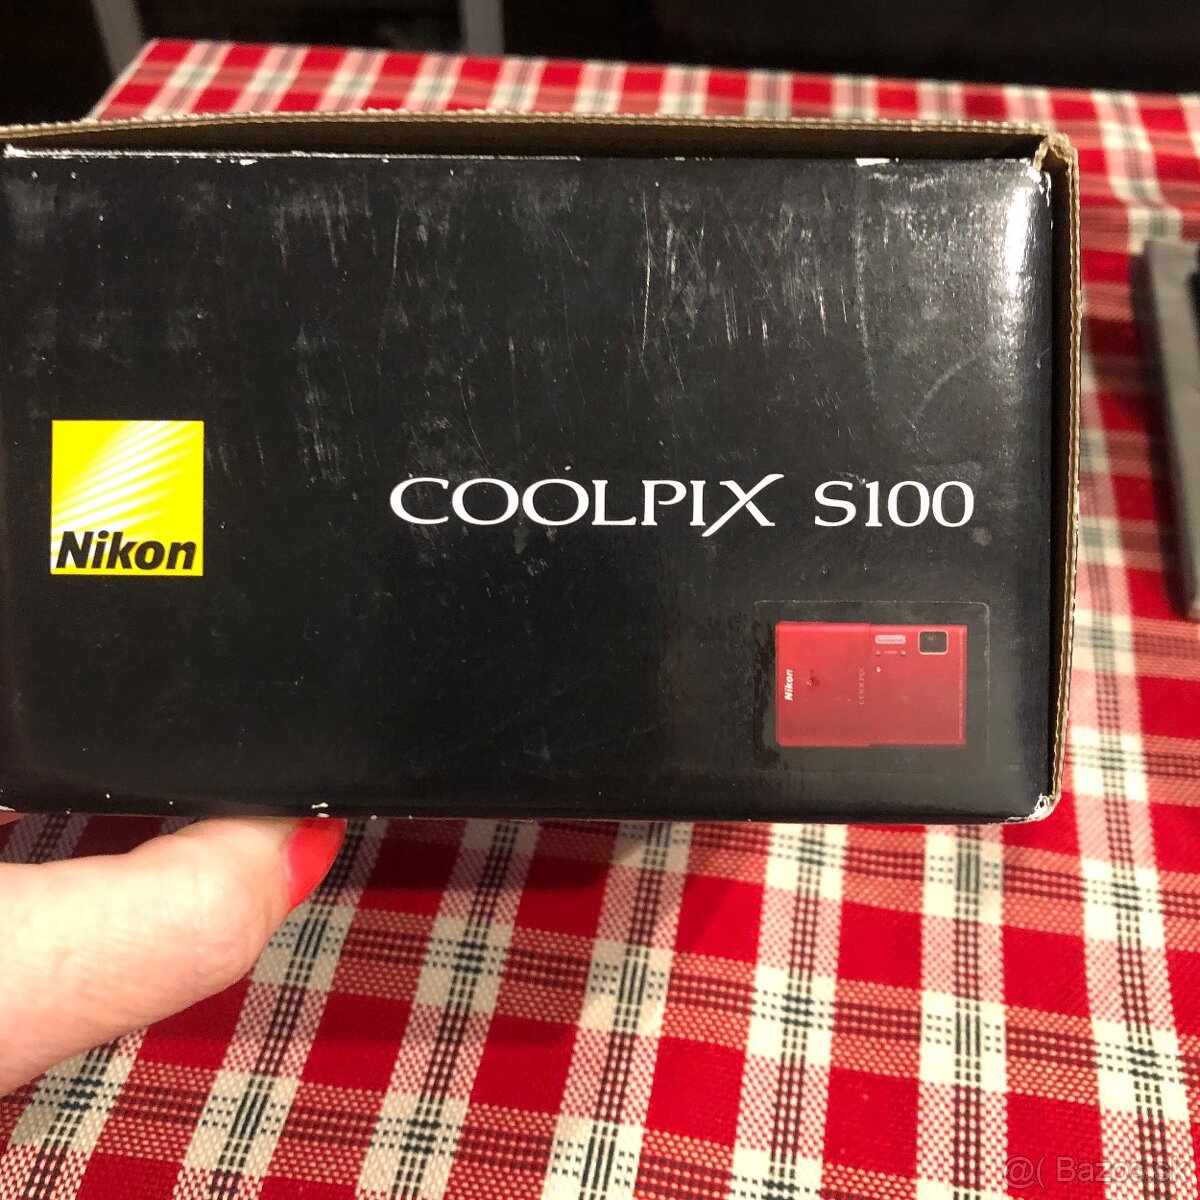 COOLPIX S100
Nikon
Nikon
COOLPIX
@( Bazos.sk